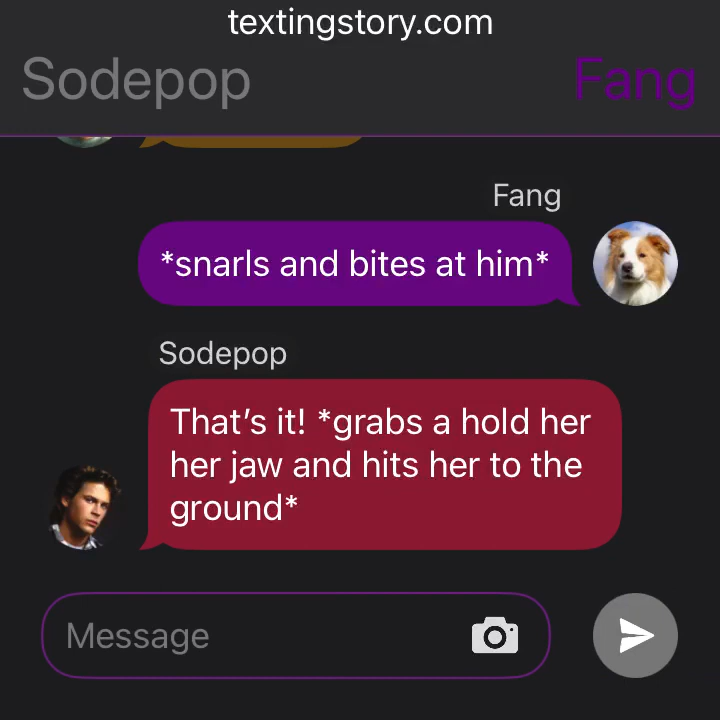 textingstory.com
Sodepop
Fang
Fang
*snarls and bites at him*
Sodepop
That’s it! *grabs a hold her
her jaw and hits her to the
ground*
Message